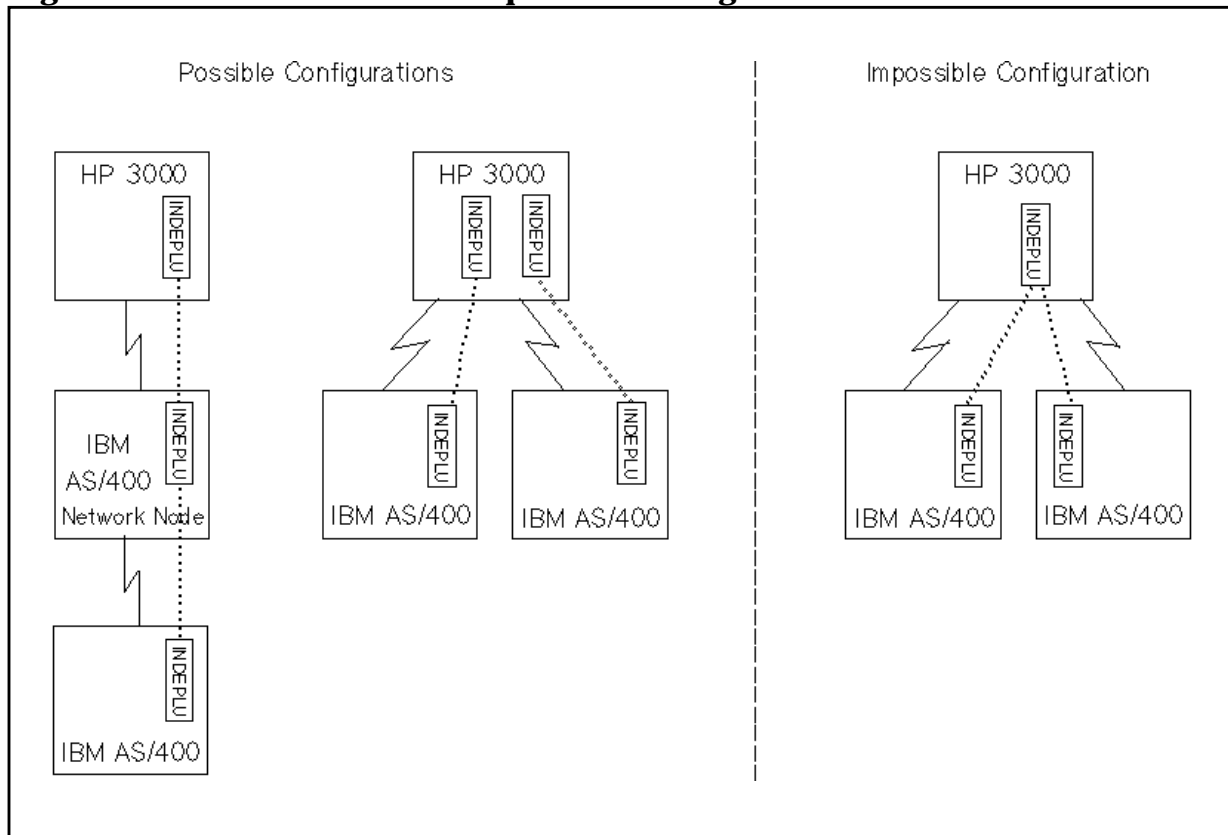 Possible Configurations
Impossible Configuration
HP 3000
INDEPLU
IBM
AS/400
Network Node
INDEPLU
IBM AS/400
INDEPLU
HP 3000
INDEPLU
INDEPLU
IBM AS/400
INDEPLU
IBM AS/400
INDEPLU
HP 3000
INDEPLU
IBM AS/400
INDEPLU
IBM AS/400
INDEPLU